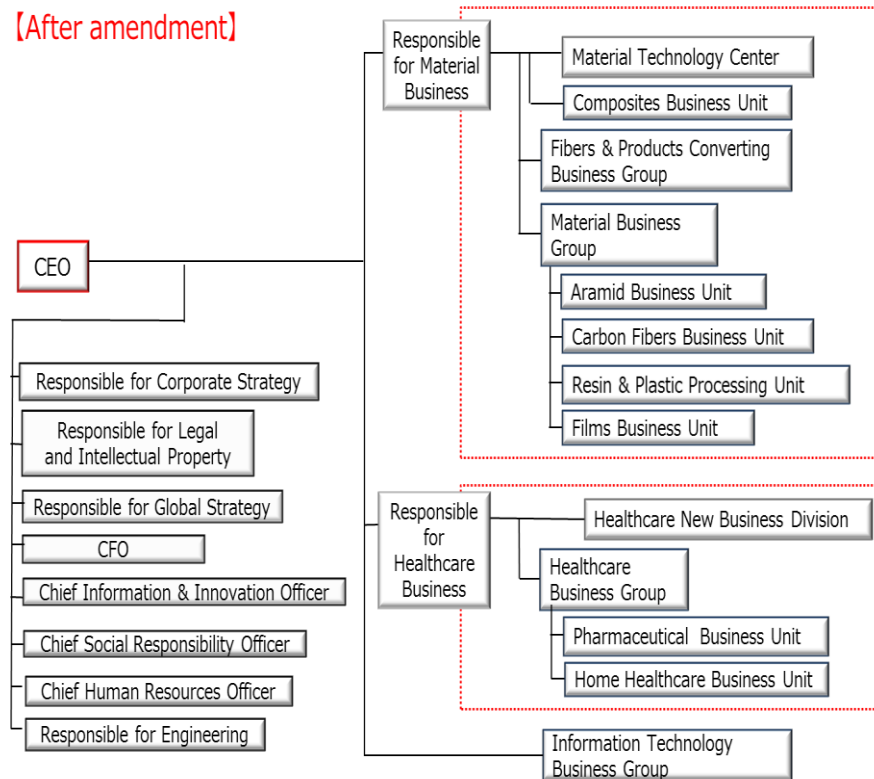 【After amendment】
Responsible
for Material
Business
Material Technology Center
Composites Business Unit
Fibers & Products Converting
Business Group
Material Business
Group
Aramid Business Unit
Carbon Fibers Business Unit
Resin & Plastic Processing Unit
Films Business Unit
CEO
Responsible for Corporate Strategy
Responsible for Legal
and Intellectual Property
Responsible for Global Strategy
CFO
Chief Information & Innovation Officer
Chief Social Responsibility Officer
Chief Human Resources Officer
Responsible for Engineering
Responsible
for
Healthcare
Business
Healthcare New Business Division
Healthcare
Business Group
Pharmaceutical Business Unit
Home Healthcare Business Unit
Information Technology
Business Group